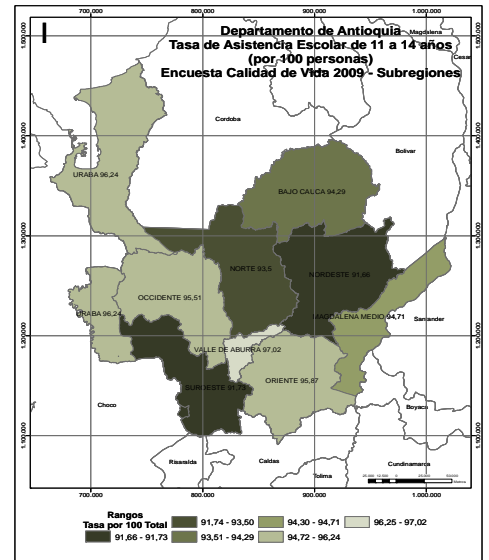 700.000 800.000 900.000 1.000.000
Departamento de Antioquia
Tasa de Asistencia Escolar de 11 a 14 años
(por 100 personas)
Encuesta Calidad de Vida 2009 - Subregiones
Magdalena
Cesar
Cordoba
Bolivar
1.500.000
1.400.000
1.300.000
1.200.000
1.100.000
URABA 96,24
BAJO CAUCA 94,29
NORTE 93,5
NORDESTE 91,66
OCCIDENTE 95,51
URABA 96,24
MAGDALENA MEDIO 94,71
Santander
VALLE DE ABURRA 97,02
ORIENTE 95,87
SUROESTE 91,73
Choco
Boyaca
Risaralda
Caldas
Tolima
Cundinamarca
700.000 800.000 900.000 1.000.000
Rangos
Tasa por 100 Total
91,66 - 91,73
91,74 - 93,50
93,51 - 94,29
94,30 - 94,71
94,72 - 96,24
96,25 - 97,02